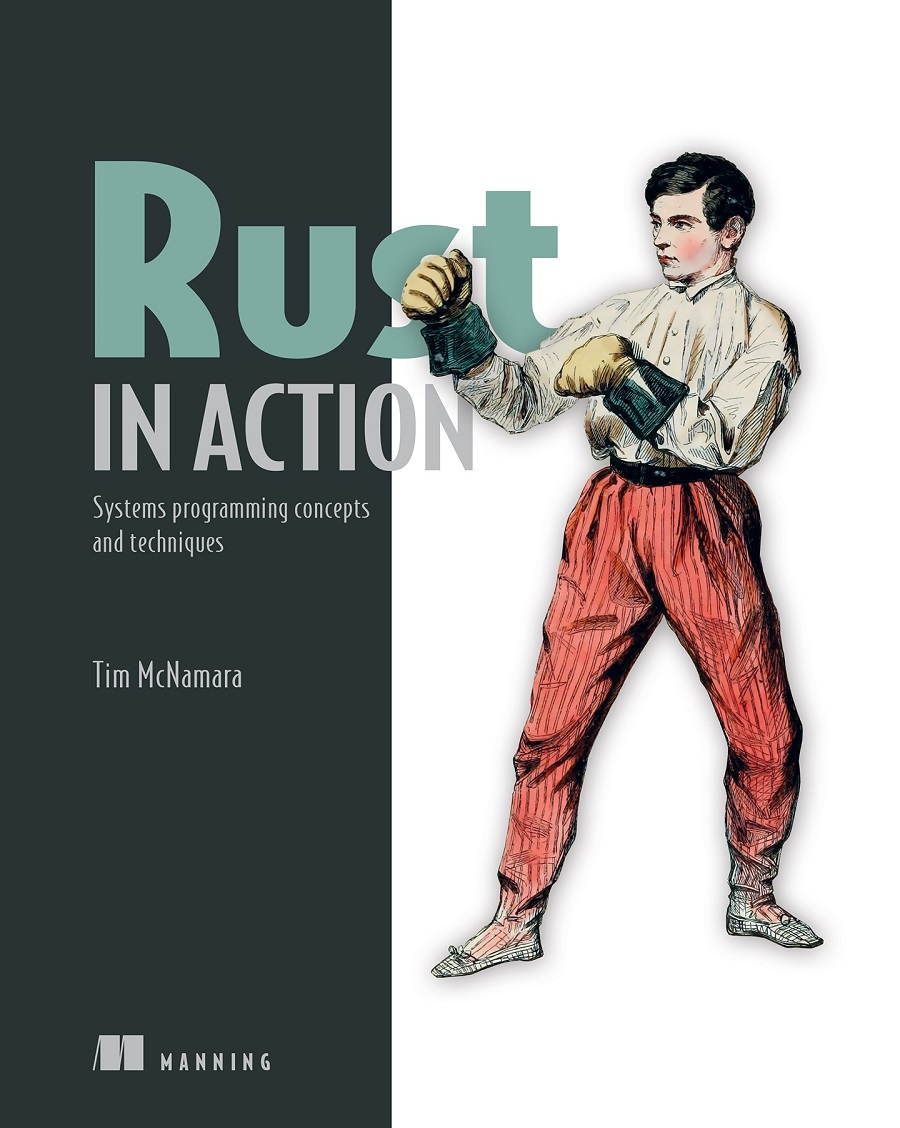 Rust
IN ACTION
Systems programming concepts
and techniques
Tim McNamara
MANNING